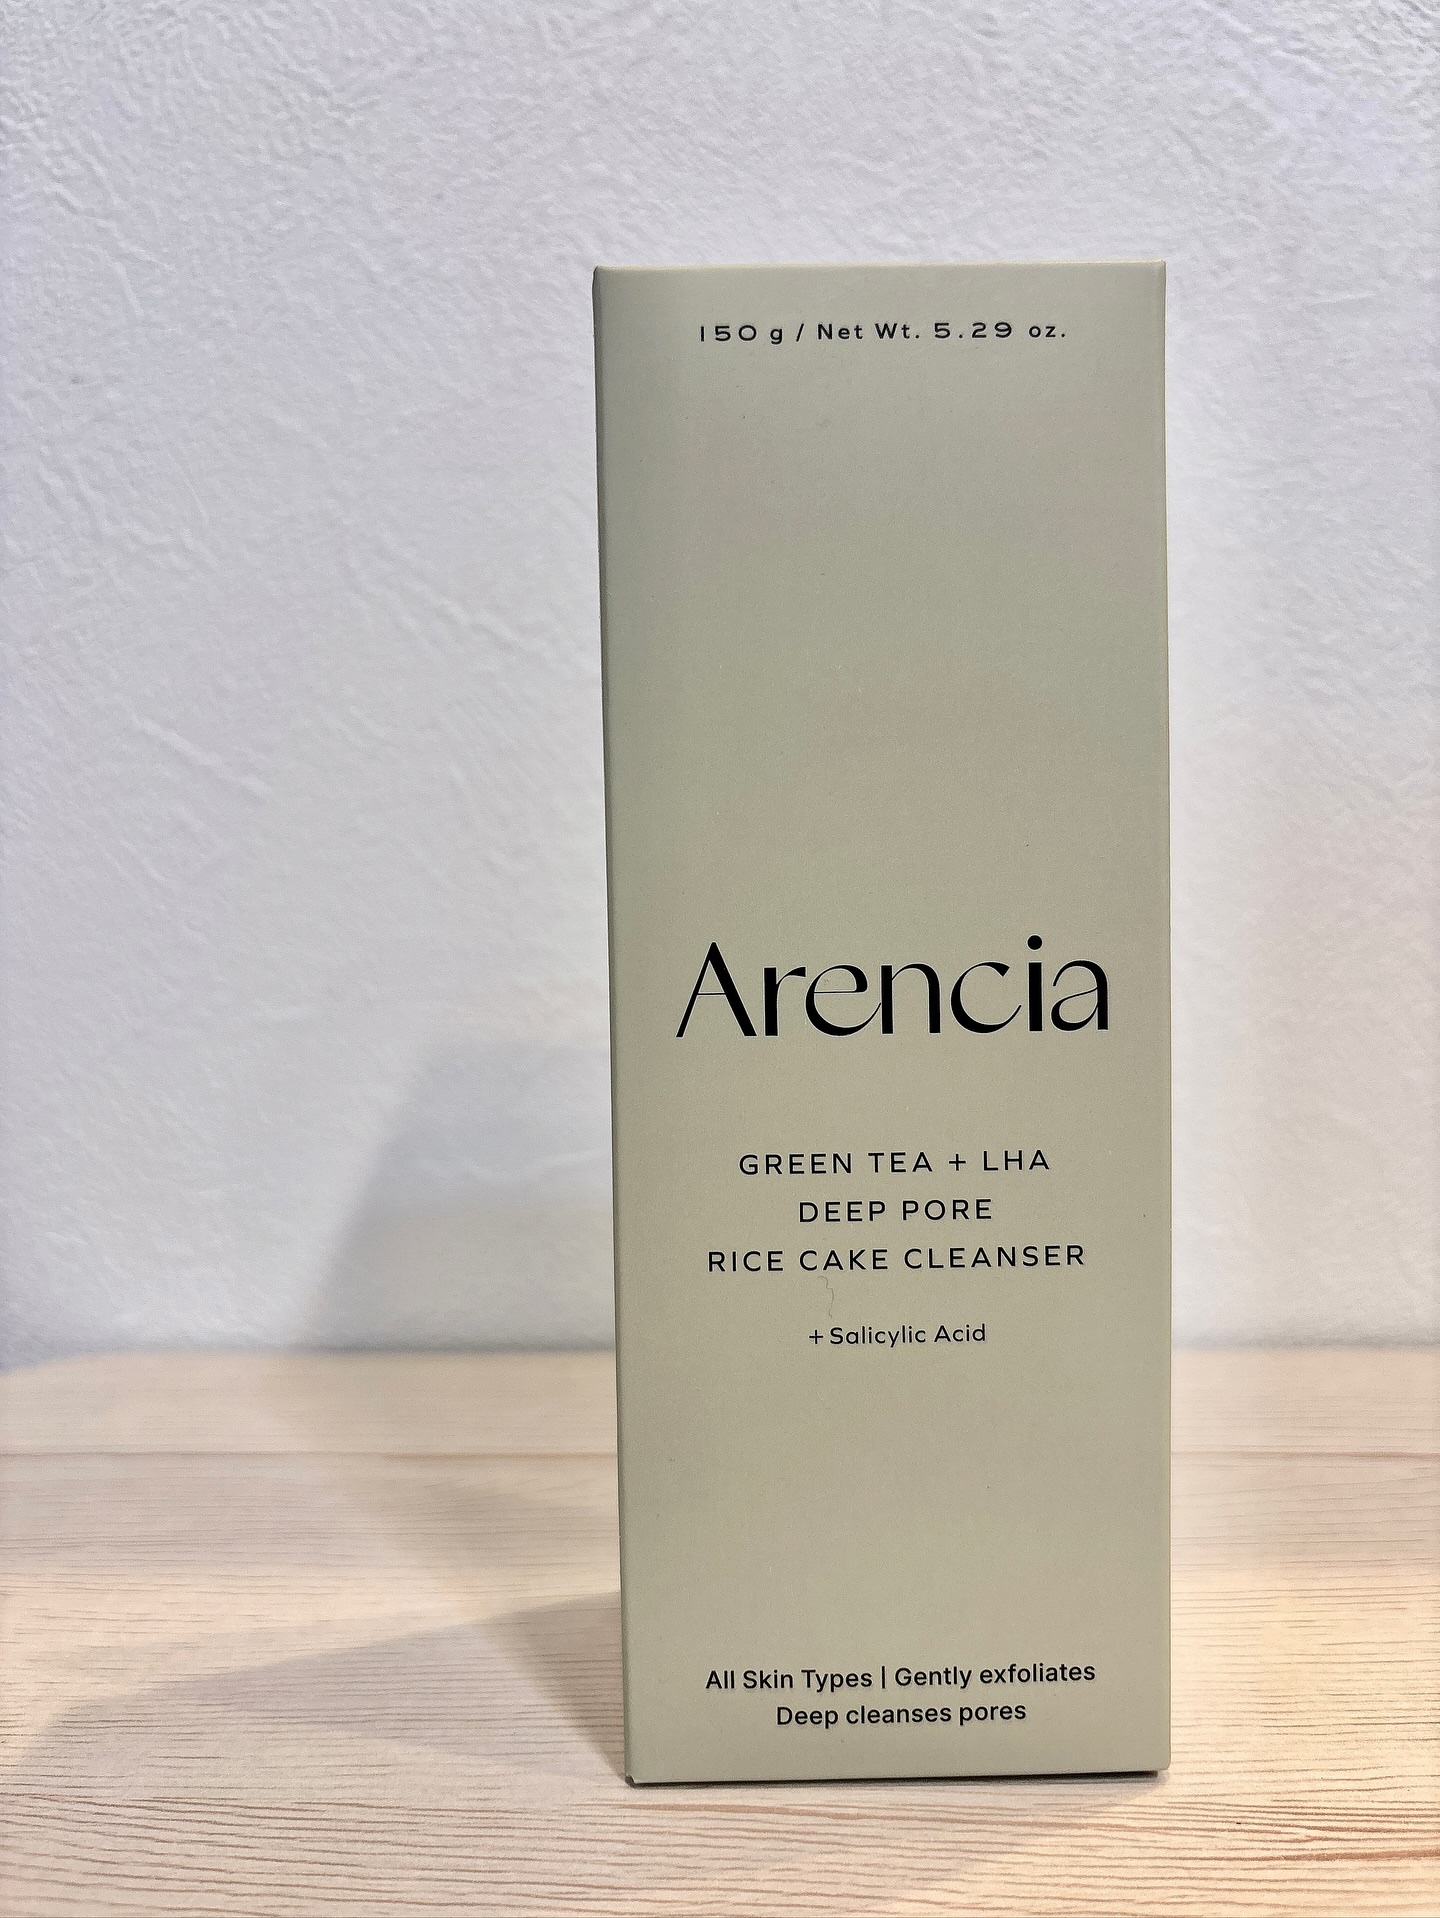 150 g / Net Wt. 5.29 oz.
Arencia
GREEN TEA + LHA
DEEP PORE
RICE CAKE CLEANSER
+ Salicylic Acid
All Skin Types | Gently exfoliates
Deep cleanses pores